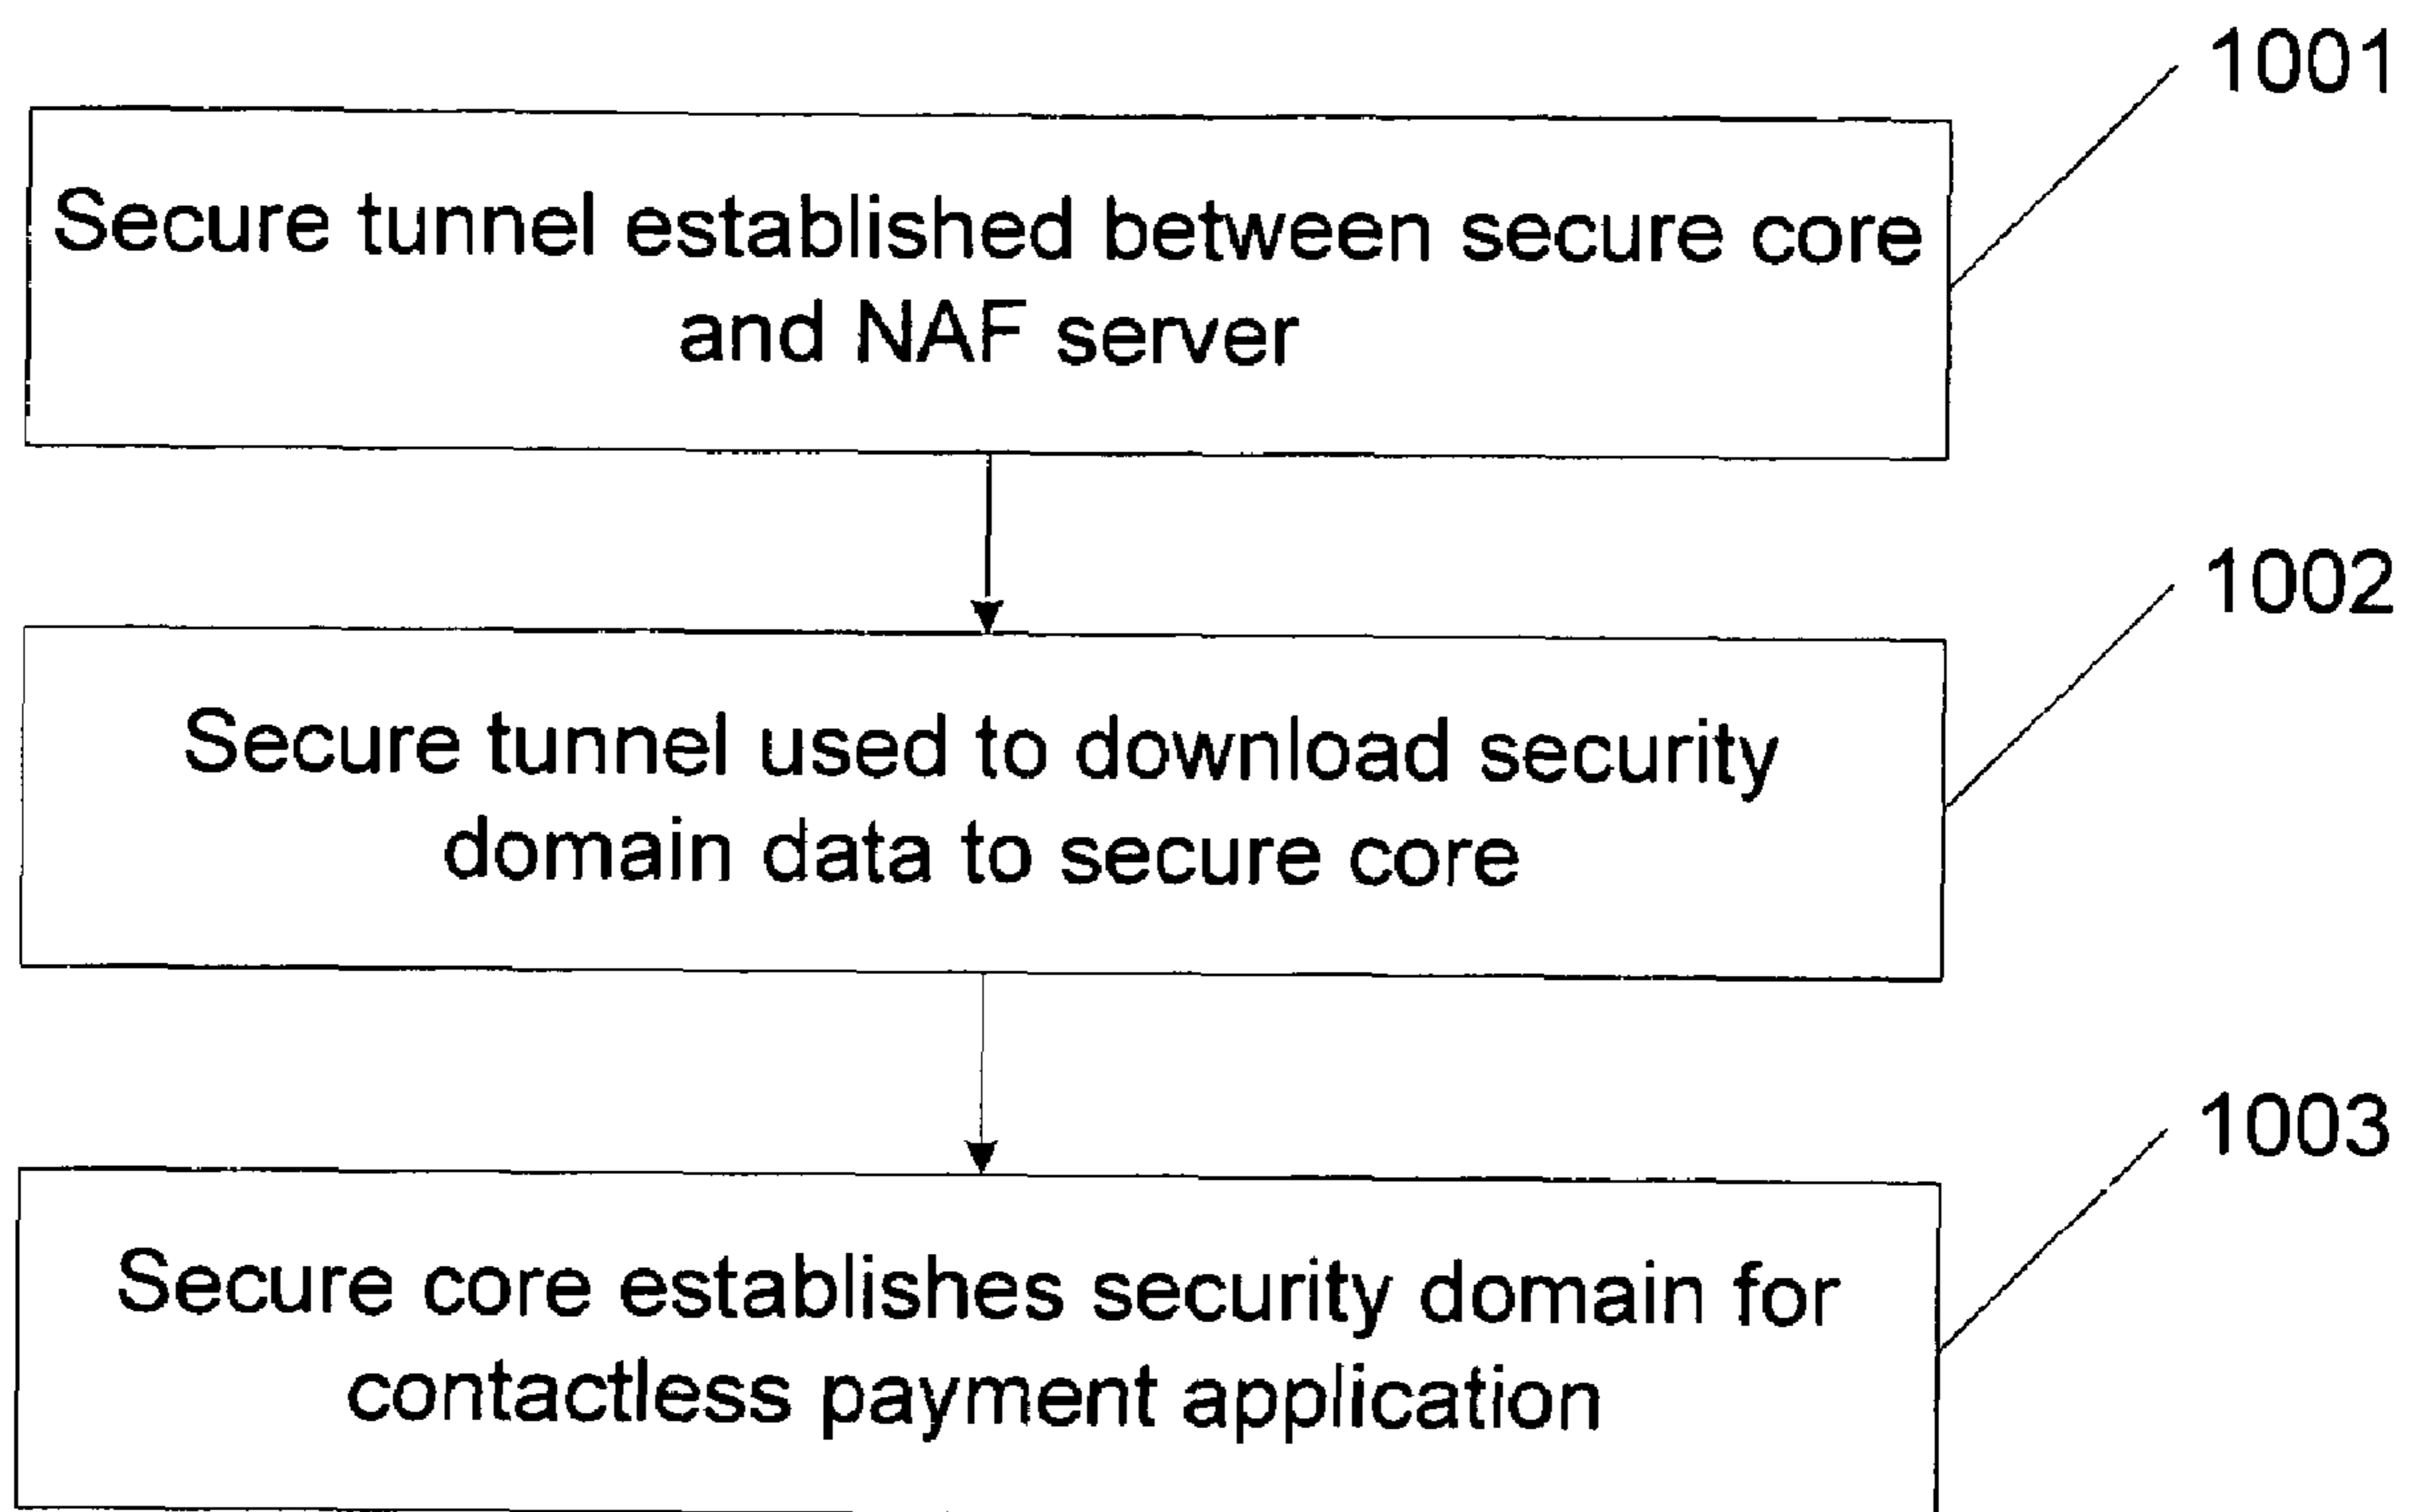 1001
Secure tunnel established between secure core
and NAF server
1002
Secure tunnel used to download security
domain data to secure core
1003
Secure core establishes security domain for
contactless payment application